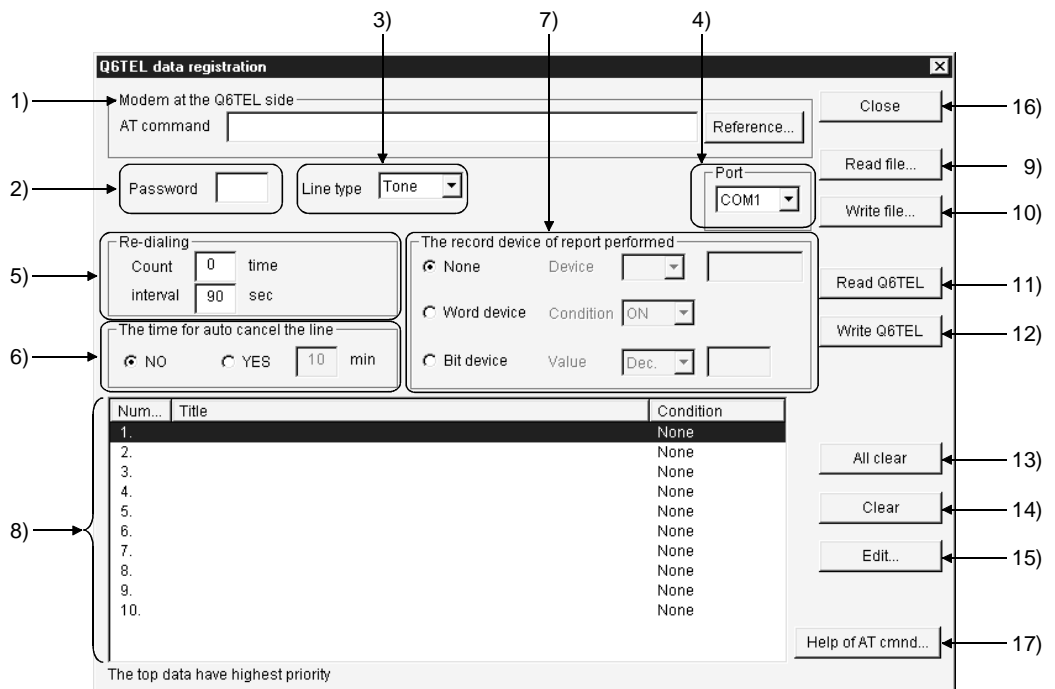 3)
7)
4)
Q6TEL data registration
1)
Modem at the Q6TEL side
AT command
Reference...
Close
16)
2)
Password
Line type
Tone
Port
COM1
Read file...
9)
Write file...
10)
5)
Re-dialing
Count 0 time
interval 90 sec
The record device of report performed
None Device
Word device Condition ON
Bit device Value Dec.
Read Q6TEL
11)
Write Q6TEL
12)
6)
The time for auto cancel the line
NO YES 10 min
8)
Num... Title Condition
1. None
2. None
3. None
4. None
5. None
6. None
7. None
8. None
9. None
10. None
All clear
13)
Clear
14)
Edit...
15)
Help of AT cmnd...
17)
The top data have highest priority